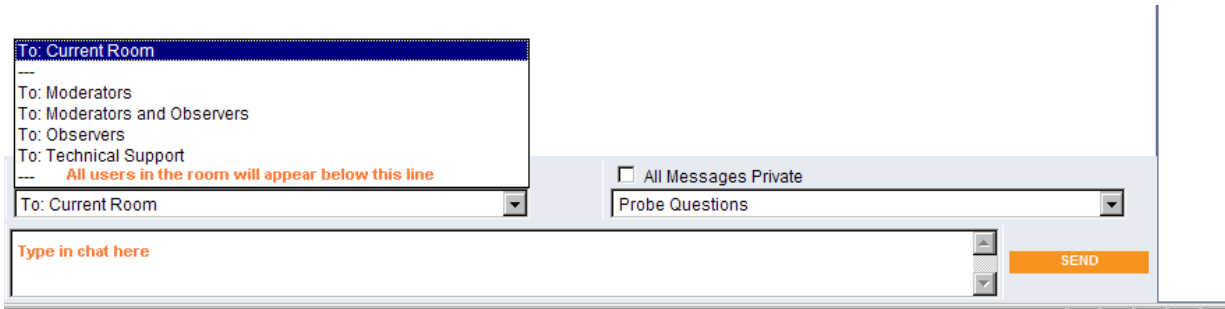 To: Current Room
---
To: Moderators
To: Moderators and Observers
To: Observers
To: Technical Support
--- All users in the room will appear below this line
All Messages Private
To: Current Room
Probe Questions
Type in chat here
SEND